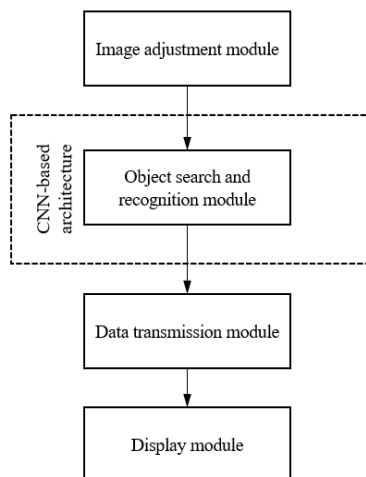 Image adjustment module
CNN-based
architecture
Object search and
recognition module
Data transmission module
Display module